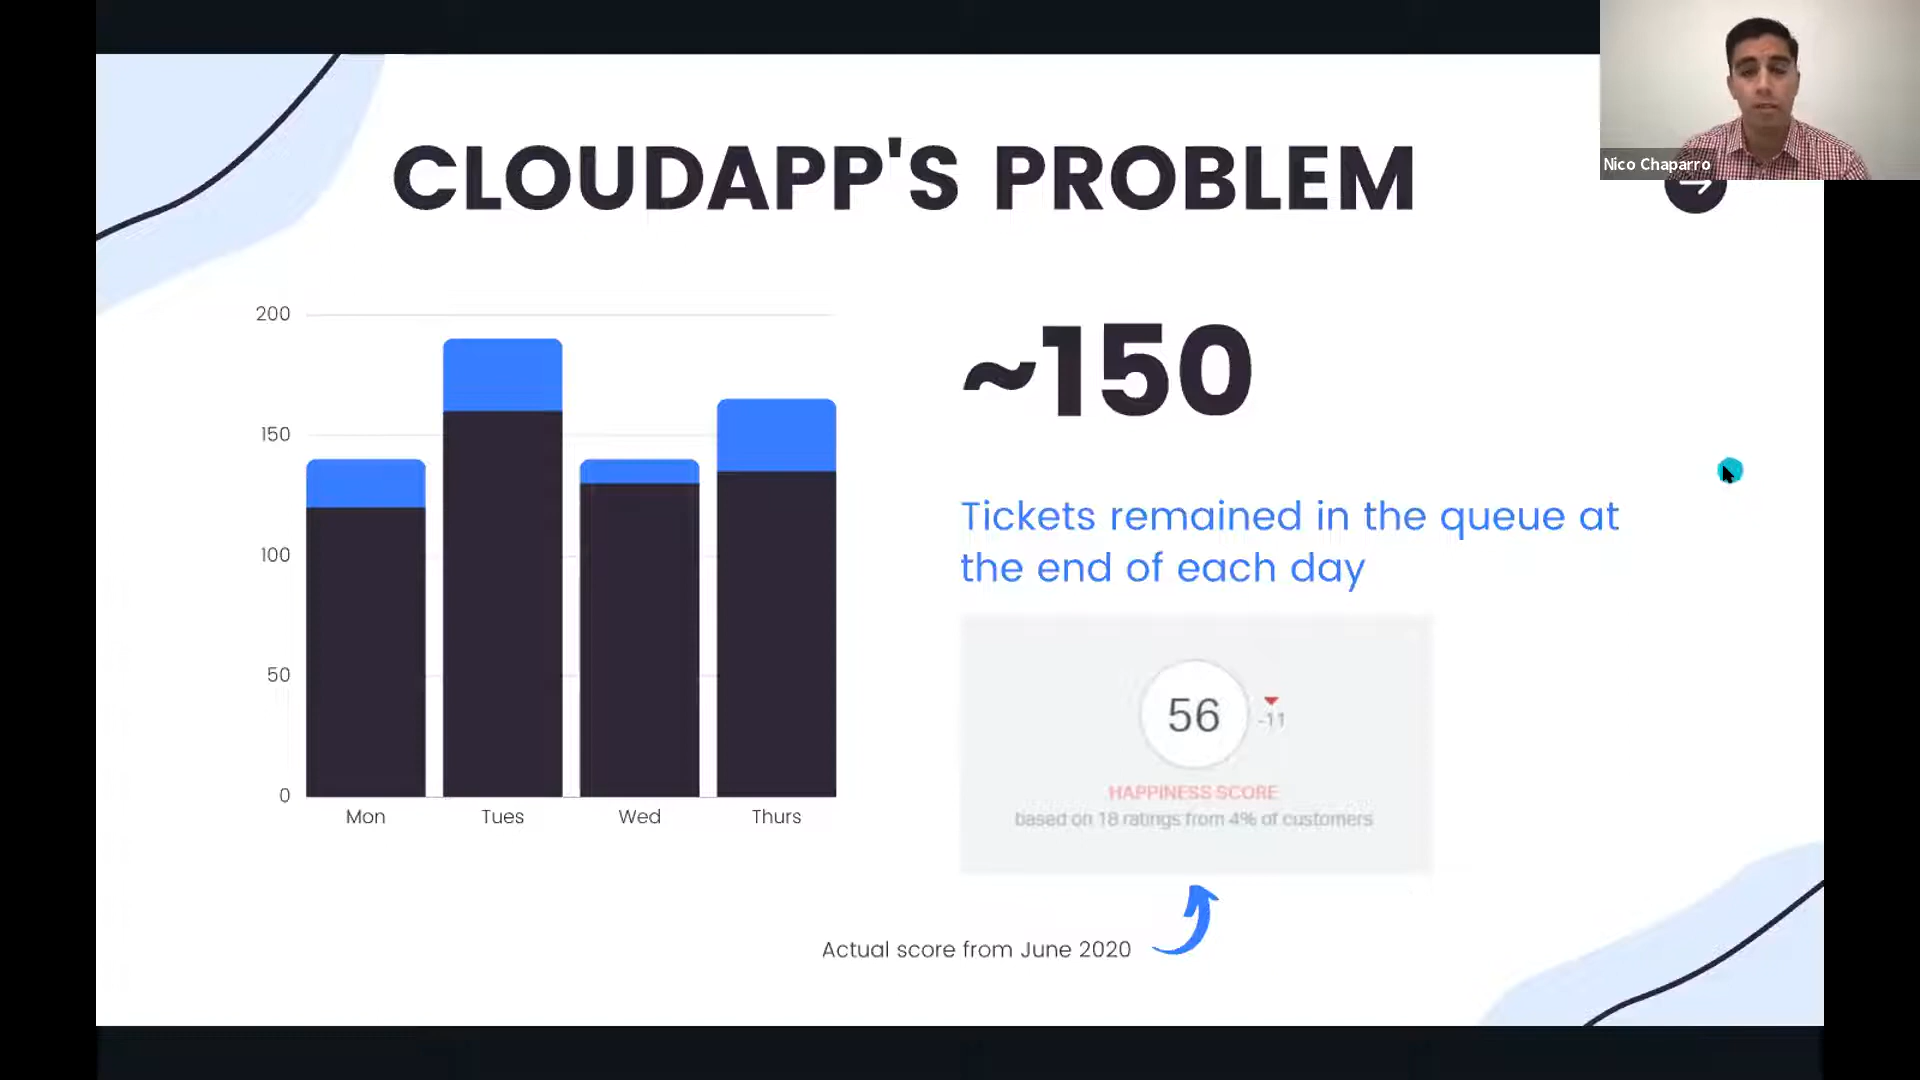 Nico Chaparro
CLOUDAPP'S PROBLEM
200
150
100
50
0
Mon Tues Wed Thurs
~150
Tickets remained in the queue at
the end of each day
56
-11
HAPPINESS SCORE
based on 18 ratings from 4% of customers
Actual score from June 2020